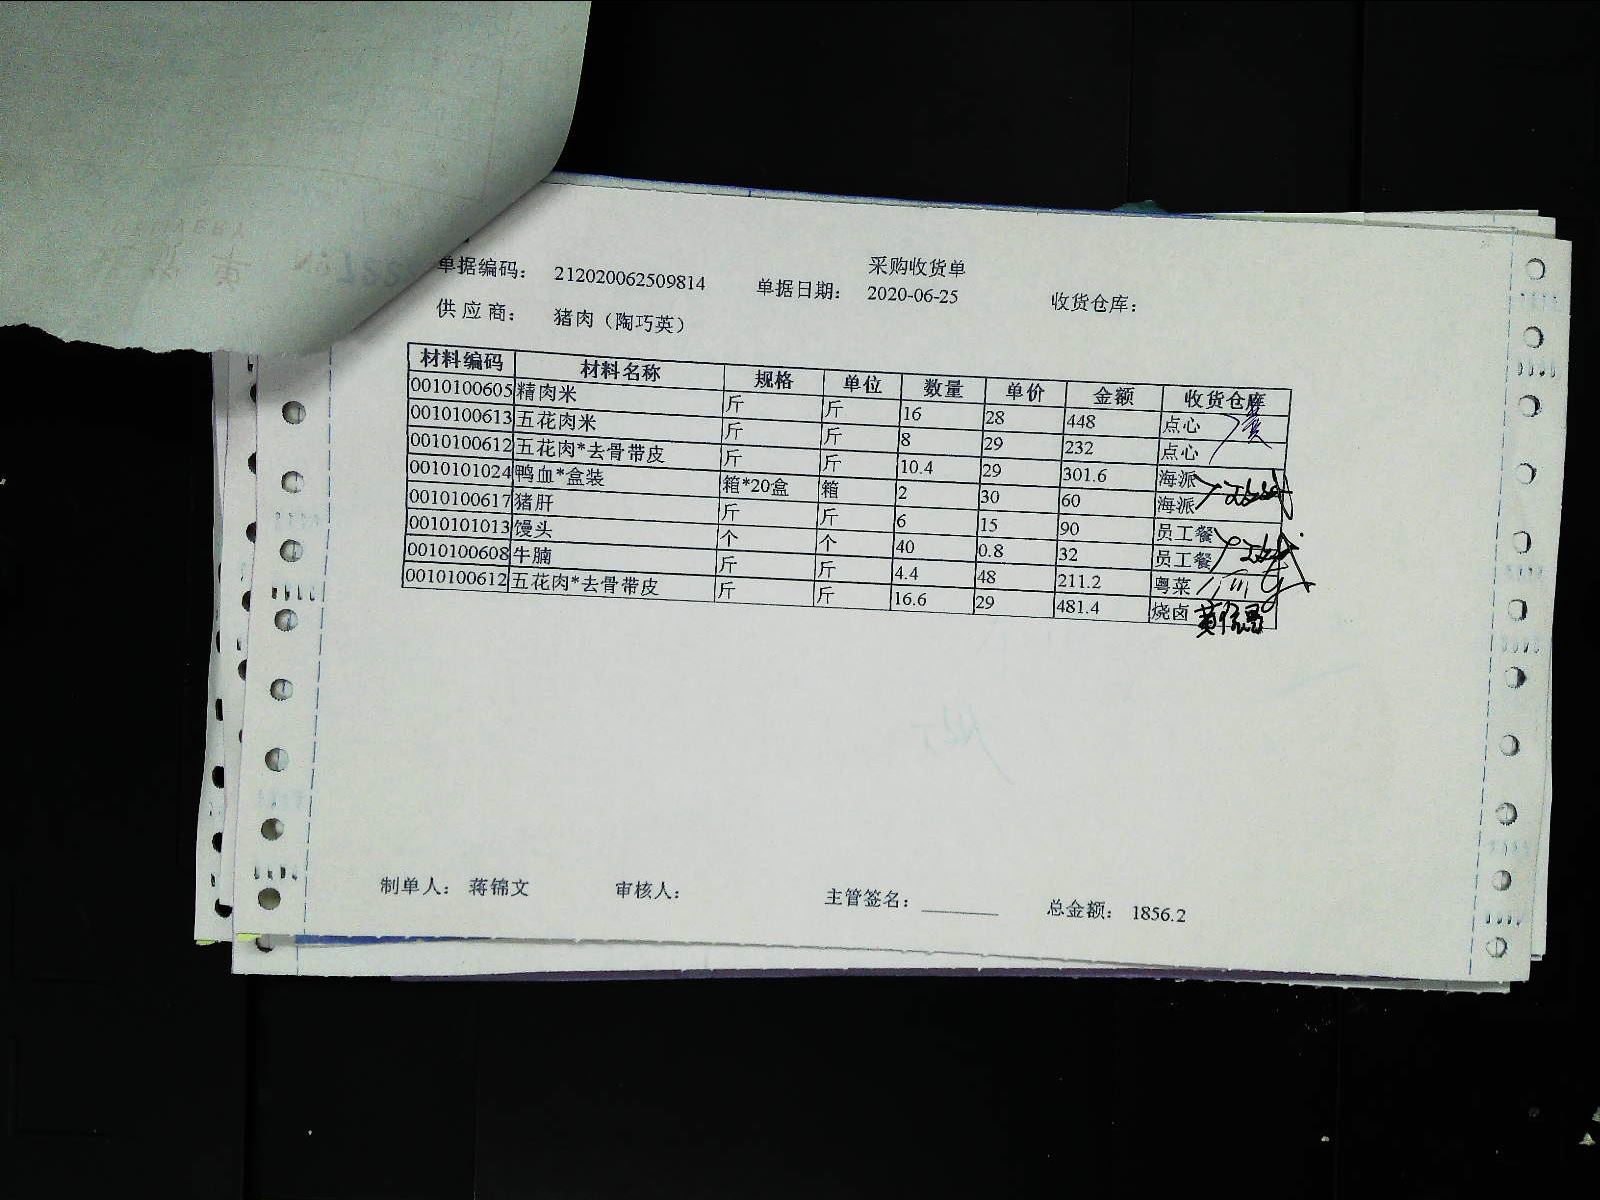 采购收货单
单据编码： 212020062509814 单据日期： 2020-06-25 收货仓库：
供 应 商： 猪肉（陶巧英）
材料编码 材料名称 规格 单位 数量 单价 金额 收货仓库
0010100605 精肉米 斤 斤 16 28 448 点心
0010100613 五花肉米 斤 斤 8 29 232 点心
0010100612 五花肉*去骨带皮 斤 斤 10.4 29 301.6 海派
0010101024 鸭血*盒装 箱*20盒 箱 2 30 60 海派
0010100617 猪肝 斤 斤 6 15 90 员工餐
0010101013 馒头 个 个 40 0.8 32 员工餐
0010100608 牛腩 斤 斤 4.4 48 211.2 粤菜
0010100612 五花肉*去骨带皮 斤 斤 16.6 29 481.4 烧卤
制单人： 蒋锦文 审核人： 主管签名： 总金额： 1856.2